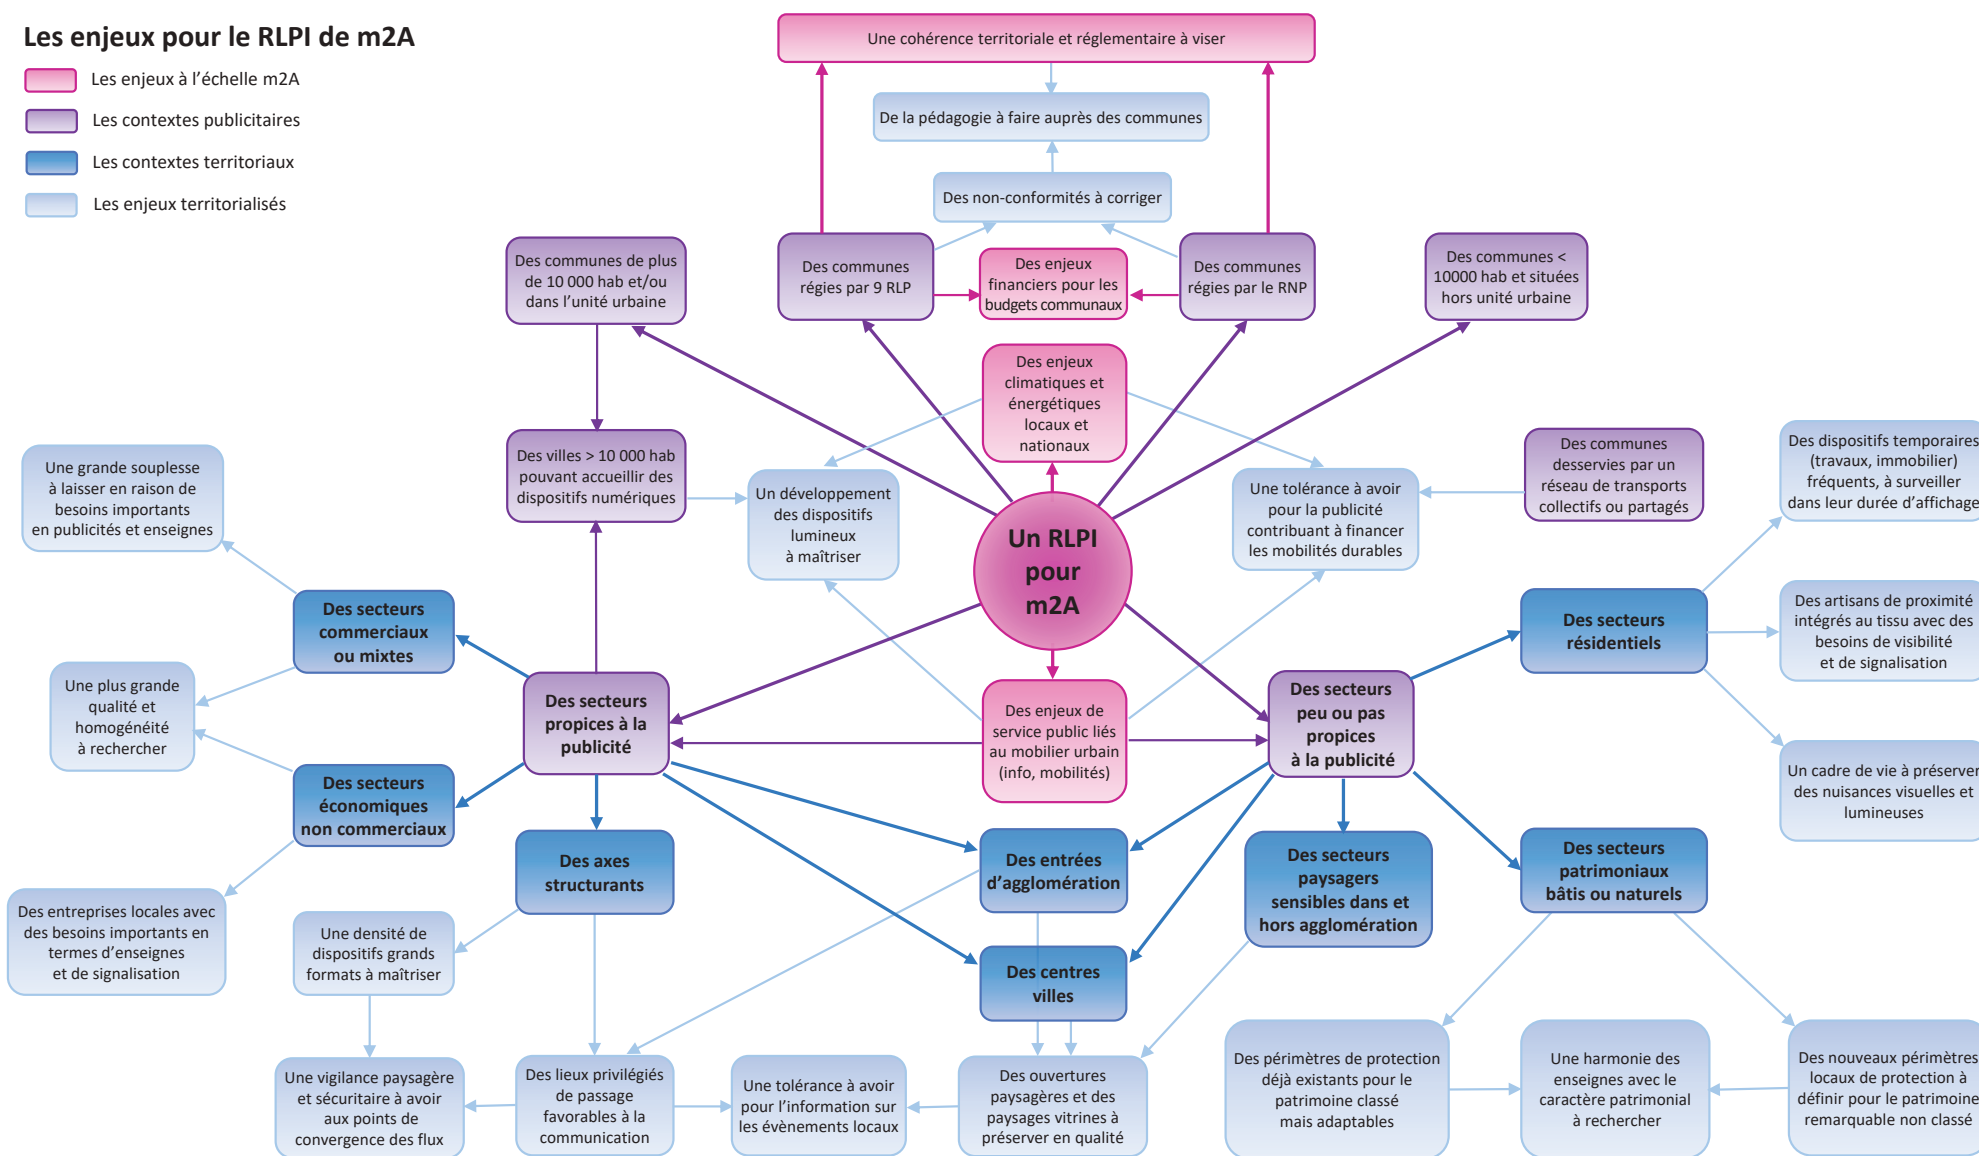 Les enjeux pour le RLPI de m2A
Les enjeux à l’échelle m2A
Les contextes publicitaires
Les contextes territoriaux
Les enjeux territorialisés
Une cohérence territoriale et réglementaire à viser
De la pédagogie à faire auprès des communes
Des non-conformités à corriger
Des communes de plus
de 10 000 hab et/ou
dans l’unité urbaine
Des communes
régies par 9 RLP
Des enjeux
financiers pour les
budgets communaux
Des communes
régies par le RNP
Des communes <
10000 hab et situées
hors unité urbaine
Des enjeux
climatiques et
énergétiques
locaux et
nationaux
Une grande souplesse
à laisser en raison de
besoins importants
en publicités et enseignes
Des villes > 10 000 hab
pouvant accueillir des
dispositifs numériques
Un développement
des dispositifs
lumineux
à maîtriser
Un RLPI
pour
m2A
Une tolérance à avoir
pour la publicité
contribuant à financer
les mobilités durables
Des communes
desservies par un
réseau de transports
collectifs ou partagés
Des dispositifs temporaires
(travaux, immobilier)
fréquents, à surveiller
dans leur durée d’affichage
Des secteurs
commerciaux
ou mixtes
Des secteurs
résidentiels
Des artisans de proximité
intégrés au tissu avec des
besoins de visibilité
et de signalisation
Une plus grande
qualité et
homogénéité
à rechercher
Des secteurs
propices à la
publicité
Des enjeux de
service public liés
au mobilier urbain
(info, mobilités)
Des secteurs
peu ou pas
propices
à la publicité
Un cadre de vie à préserver
des nuisances visuelles et
lumineuses
Des secteurs
économiques
non commerciaux
Des axes
structurants
Des entrées
d’agglomération
Des secteurs
paysagers
sensibles dans et
hors agglomération
Des secteurs
patrimoniaux
bâtis ou naturels
Des entreprises locales avec
des besoins importants en
termes d’enseignes
et de signalisation
Une densité de
dispositifs grands
formats à maîtriser
Des centres
villes
Une vigilance paysagère
et sécuritaire à avoir
aux points de
convergence des flux
Des lieux privilégiés
de passage
favorables à la
communication
Une tolérance à avoir
pour l’information sur
les évènements locaux
Des ouvertures
paysagères et des
paysages vitrines à
préserver en qualité
Des périmètres de protection
déjà existants pour le
patrimoine classé
mais adaptables
Une harmonie des
enseignes avec le
caractère patrimonial
à rechercher
Des nouveaux périmètres
locaux de protection à
définir pour le patrimoine
remarquable non classé